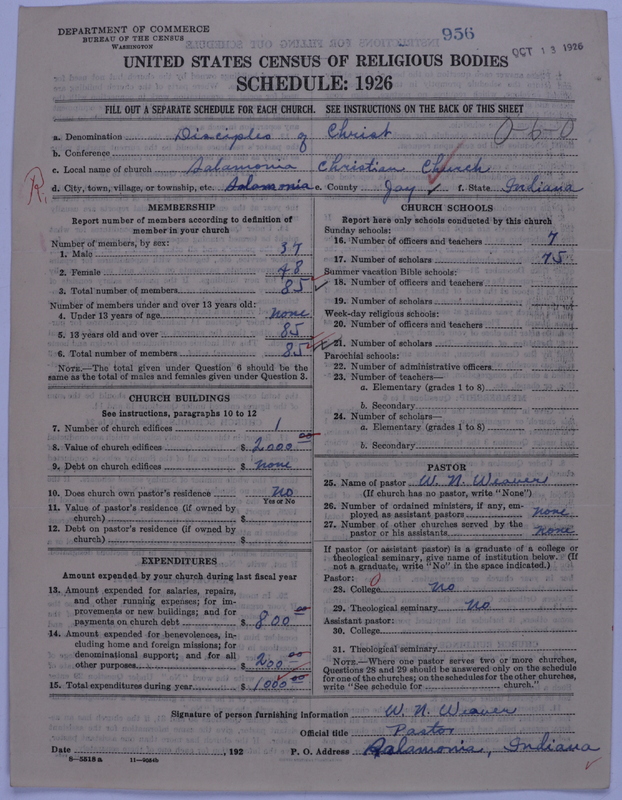 DEPARTMENT OF COMMERCE
BUREAU OF THE CENSUS
WASHINGTON
956
OCT 13 1926
UNITED STATES CENSUS OF RELIGIOUS BODIES
SCHEDULE: 1926
FILL OUT A SEPARATE SCHEDULE FOR EACH CHURCH. SEE INSTRUCTIONS ON THE BACK OF THIS SHEET
a. Denomination Disciples of Christ 0-6-0
b. Conference
c. Local name of church Salamonia Christian Church
R,
d. City, town, village, or township, etc. Salamonia e. County Jay f. State Indiana
MEMBERSHIP
Report number of members according to definition of
member in your church
Number of members, by sex:
1. Male 37
2. Female 48
3. Total number of members 85
Number of members under and over 13 years old:
4. Under 13 years of age none
5. 13 years old and over 85
6. Total number of members 85
NOTE.—The total given under Question 6 should be the
same as the total of males and females given under Question 3.
CHURCH BUILDINGS
See instructions, paragraphs 10 to 12
7. Number of church edifices 1
8. Value of church edifices $ 2000 00
9. Debt on church edifices $ none
10. Does church own pastor's residence no
Yes or No
11. Value of pastor's residence (if owned by
church) $
12. Debt on pastor's residence (if owned by
church) $
EXPENDITURES
Amount expended by your church during last fiscal year
13. Amount expended for salaries, repairs,
and other running expenses; for im-
provements or new buildings; and for
payments on church debt $ 800 00
14. Amount expended for benevolences, in-
cluding home and foreign missions; for
denominational support; and for all
other purposes $ 200 00
15. Total expenditures during year $ 1000 00
CHURCH SCHOOLS
Report here only schools conducted by this church
Sunday schools:
16. Number of officers and teachers 7
17. Number of scholars 75
Summer vacation Bible schools:
18. Number of officers and teachers
19. Number of scholars
Week-day religious schools:
20. Number of officers and teachers
21. Number of scholars
Parochial schools:
22. Number of administrative officers
23. Number of teachers—
a. Elementary (grades 1 to 8)
b. Secondary
24. Number of scholars—
a. Elementary (grades 1 to 8)
b. Secondary
PASTOR
25. Name of pastor W. N. Weaver
(If church has no pastor, write "None")
26. Number of ordained ministers, if any, em-
ployed as assistant pastors none
27. Number of other churches served by the
pastor or his assistants none
If pastor (or assistant pastor) is a graduate of a college or
theological seminary, give name of institution below. (If
not a graduate, write "No" in the space indicated.)
Pastor: 0
28. College no
29. Theological seminary No
Assistant pastor:
30. College
31. Theological seminary
NOTE.—Where one pastor serves two or more churches,
Questions 28 and 29 should be answered only on the schedule
for one of the churches; on the schedules for the other churches,
write "See schedule for church."
Signature of person furnishing information W. N. Weaver
Official title Pastor
Date , 192 P. O. Address Salamonia, Indiana
8—5518 a 11—9564b